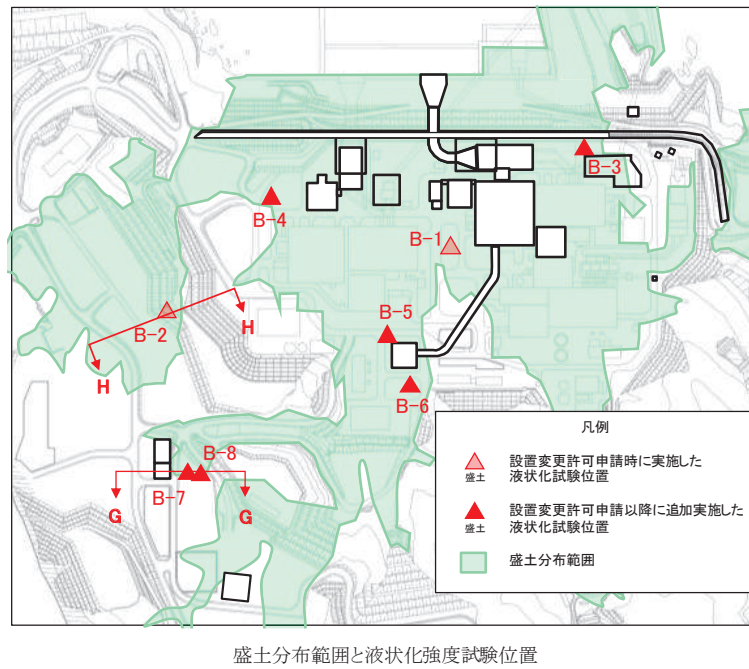 B-3
B-4
B-1
B-2
H
H
B-5
B-6
B-8
B-7
G
G
凡例
盛土
設置変更許可申請時に実施した
液状化試験位置
盛土
設置変更許可申請以降に追加実施した
液状化試験位置
盛土分布範囲
盛土分布範囲と液状化強度試験位置